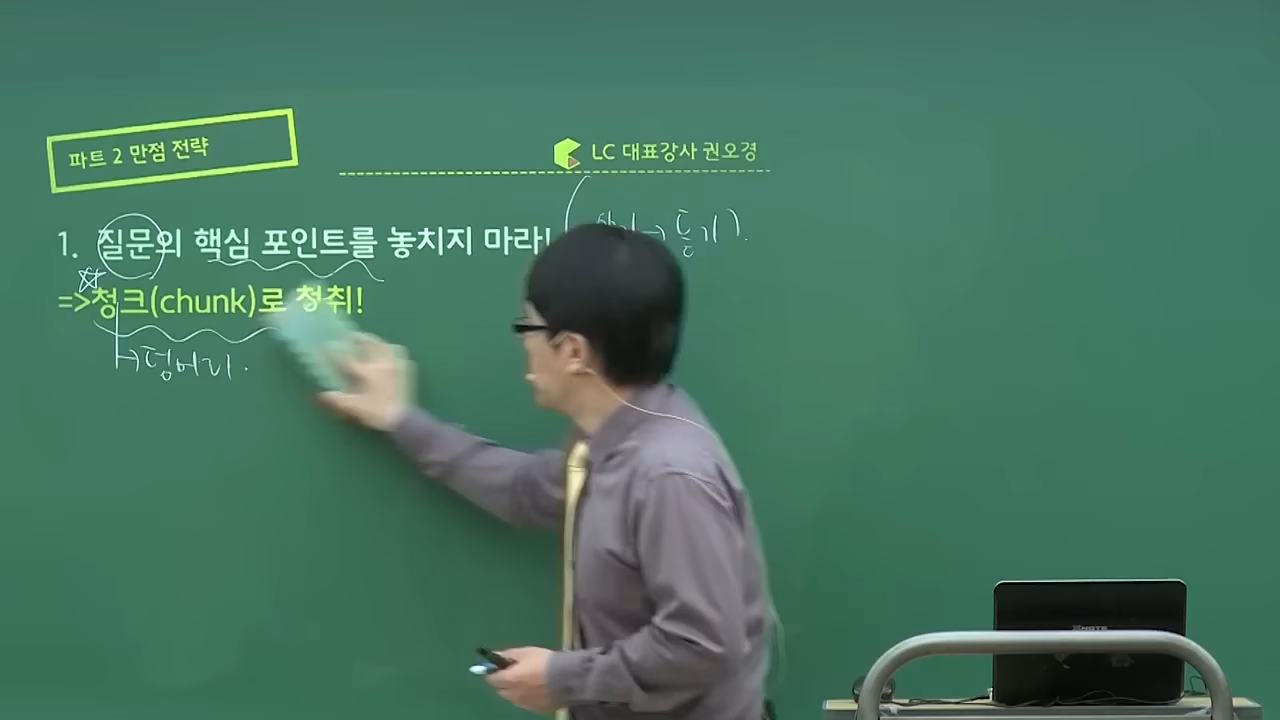 파트 2 만점 전략
LC 대표강사 권오경
1. 질문의 핵심 포인트를 놓치지 마라!
듣기).
=>청크(chunk)로 청취!
→덩어리.